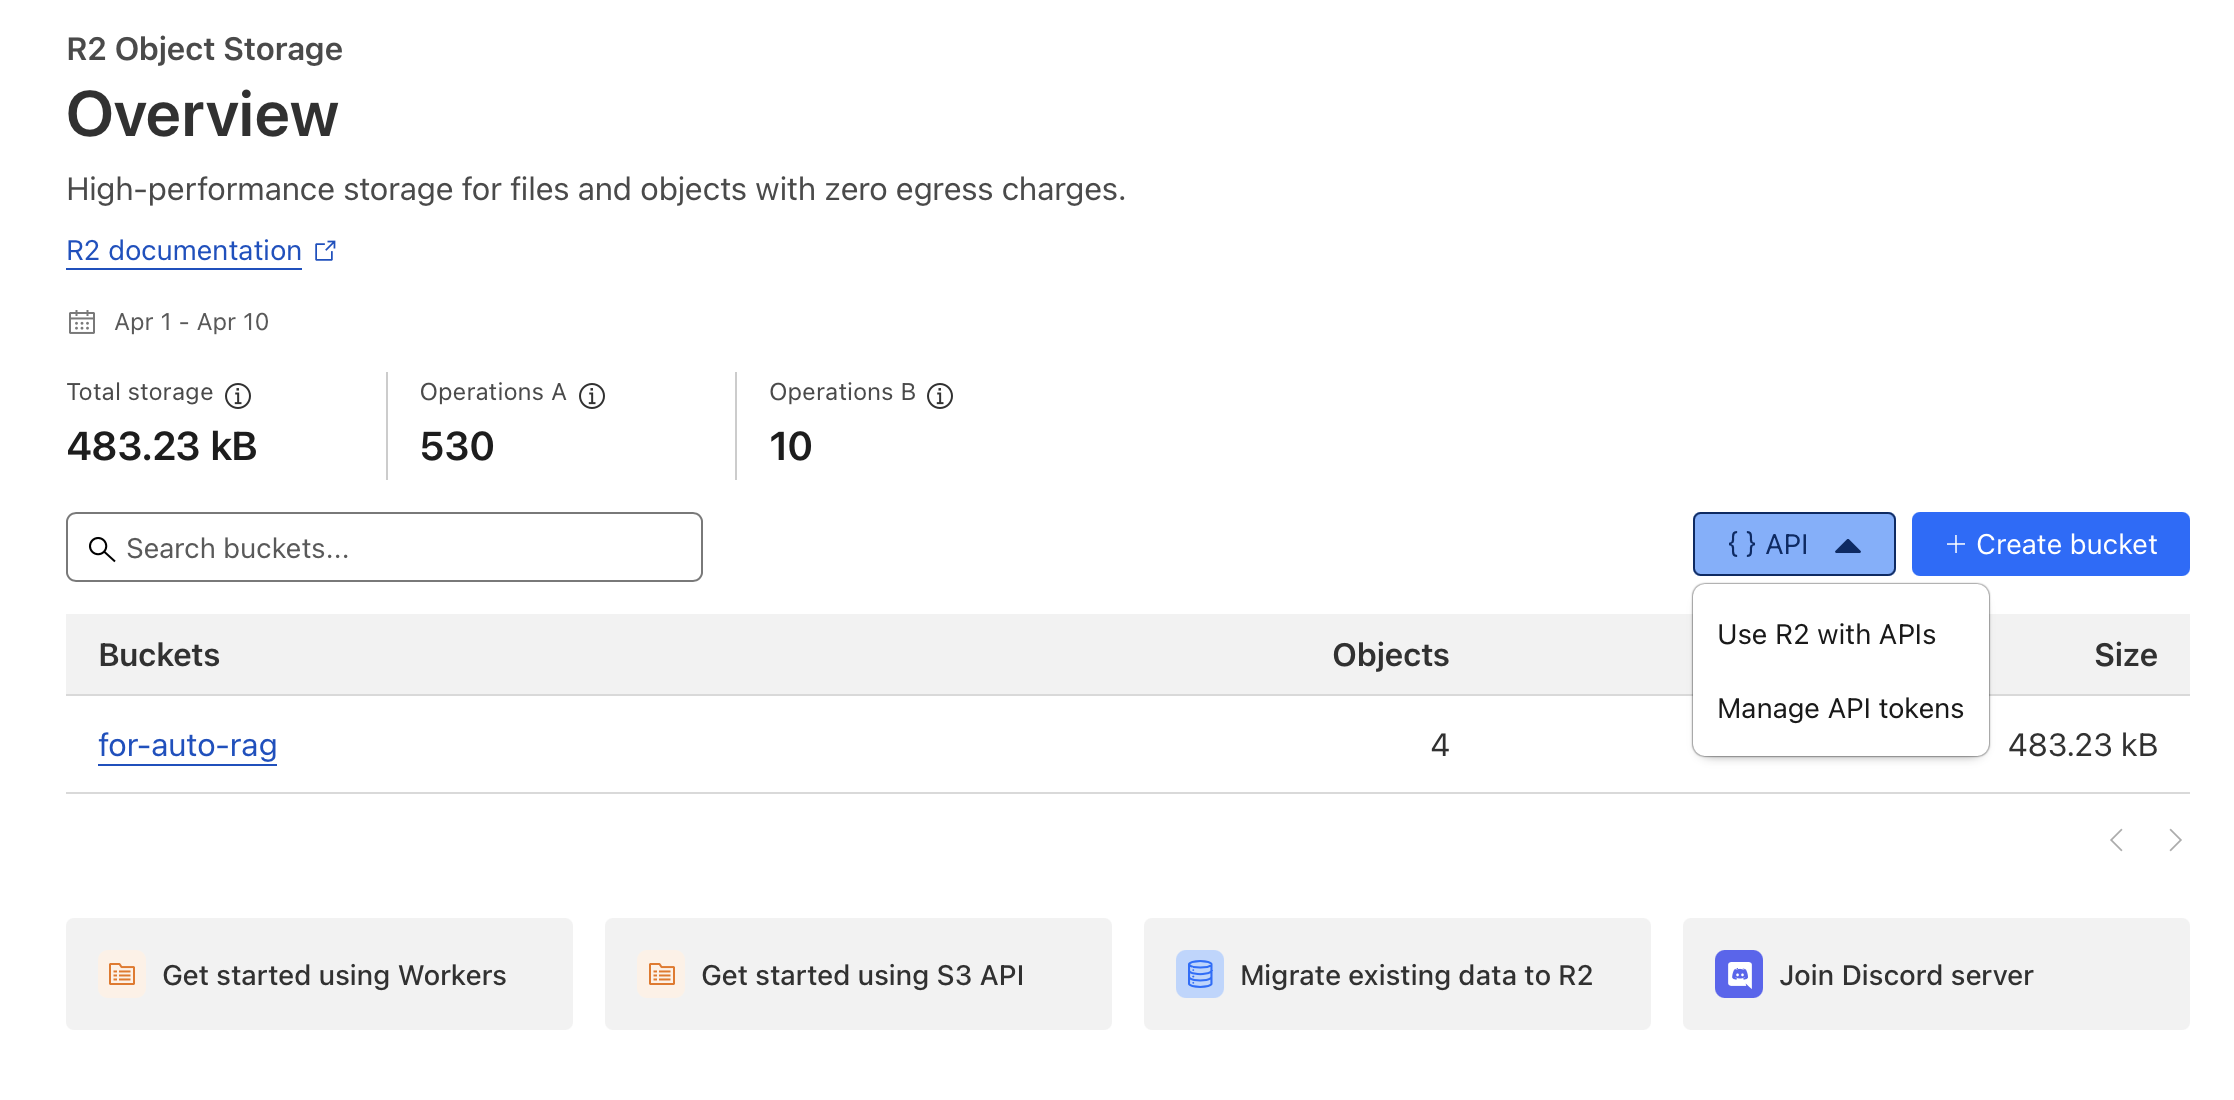 R2 Object Storage
Overview
High-performance storage for files and objects with zero egress charges.
R2 documentation
Apr 1 - Apr 10
Total storage
483.23 kB
Operations A
530
Operations B
10
Search buckets...
{ } API
+ Create bucket
Use R2 with APIs
Manage API tokens
Buckets Objects Size
for-auto-rag 4 483.23 kB
Get started using Workers
Get started using S3 API
Migrate existing data to R2
Join Discord server